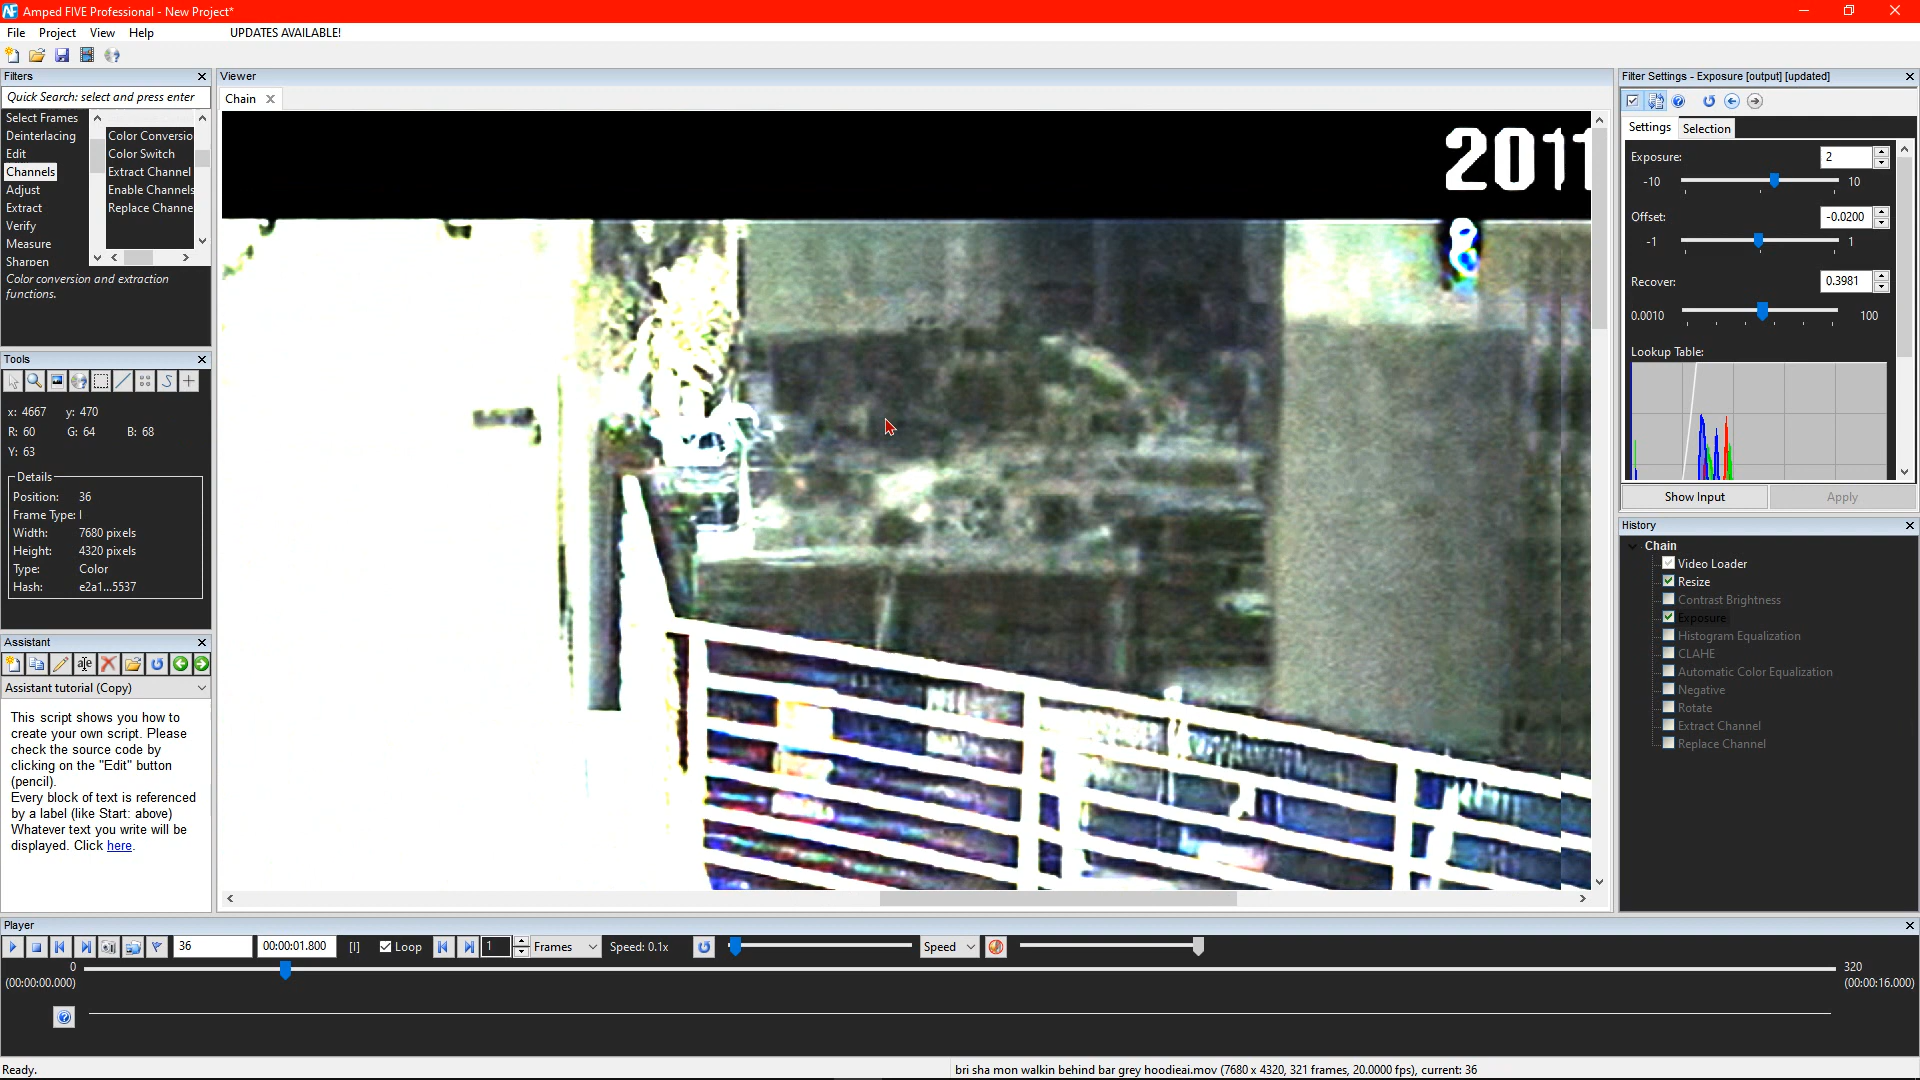 Amped FIVE Professional - New Project*
File Project View Help UPDATES AVAILABLE!
Filters
Quick Search: select and press enter
Select Frames
Deinterlacing
Edit
Channels
Adjust
Extract
Verify
Measure
Sharpen
Color Conversio
Color Switch
Extract Channel
Enable Channels
Replace Channe
Color conversion and extraction
functions.
Tools
x: 4667 y: 470
R: 60 G: 64 B: 68
Y: 63
Details
Position: 36
Frame Type: I
Width: 7680 pixels
Height: 4320 pixels
Type: Color
Hash: e2a1...5537
Assistant
Assistant tutorial (Copy)
This script shows you how to
create your own script. Please
check the source code by
clicking on the "Edit" button
(pencil).
Every block of text is referenced
by a label (like Start: above)
Whatever text you write will be
displayed. Click here.
Viewer
Chain
2011
Filter Settings - Exposure [output] [updated]
Settings Selection
Exposure: 2
-10 10
Offset: -0.0200
-1 1
Recover: 0.3981
0.0010 100
Lookup Table:
Show Input Apply
History
Chain
Video Loader
Resize
Contrast Brightness
Exposure
Histogram Equalization
CLAHE
Automatic Color Equalization
Negative
Rotate
Extract Channel
Replace Channel
Player
36 00:00:01.800 [I] Loop 1 Frames Speed: 0.1x Speed
0 320
(00:00:00.000) (00:00:16.000)
Ready. bri sha mon walkin behind bar grey hoodieai.mov (7680 x 4320, 321 frames, 20.0000 fps), current: 36